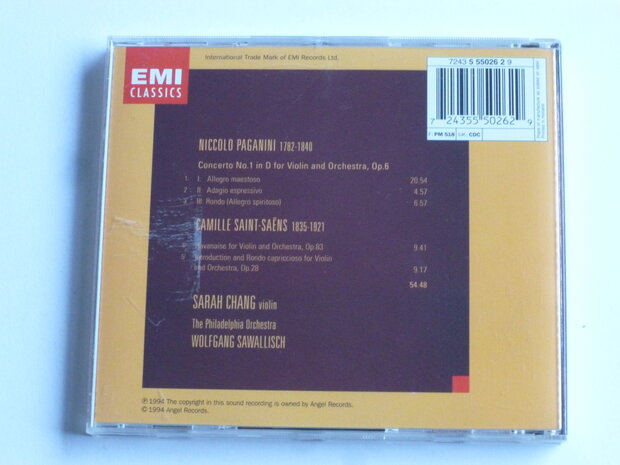 International Trade Mark of EMI Records Ltd.
7243 5 55026 2 9
EMI
CLASSICS
7 24355 50262 9
F: PM 518 UK: CDC
NICCOLO PAGANINI 1782-1840
Concerto No.1 in D for Violin and Orchestra, Op.6
1 I. Allegro maestoso 20.54
2 II Adagio espressivo 4.57
III Rondo (Allegro spiritoso) 6.57
CAMILLE SAINT-SAËNS 1835-1921
Havanaise for Violin and Orchestra, Op.83 9.41
5 Introduction and Rondo capriccioso for Violin
and Orchestra, Op.28 9.17
54.48
SARAH CHANG violin
The Philadelphia Orchestra
WOLFGANG SAWALLISCH
℗ 1994 The copyright in this sound recording is owned by Angel Records.
© 1994 Angel Records.